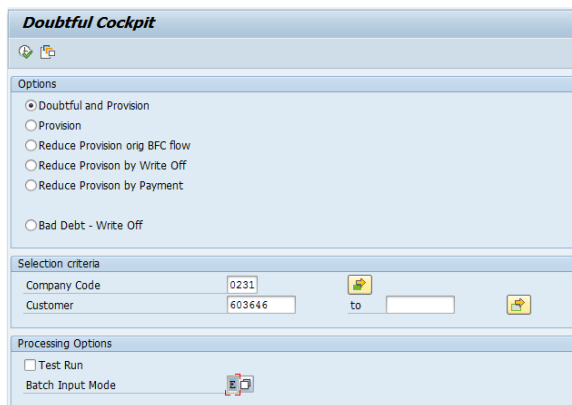 Doubtful Cockpit
Options
Doubtful and Provision
Provision
Reduce Provision orig BFC flow
Reduce Provison by Write Off
Reduce Provison by Payment
Bad Debt - Write Off
Selection criteria
Company Code 0231
Customer 603646 to
Processing Options
Test Run
Batch Input Mode E